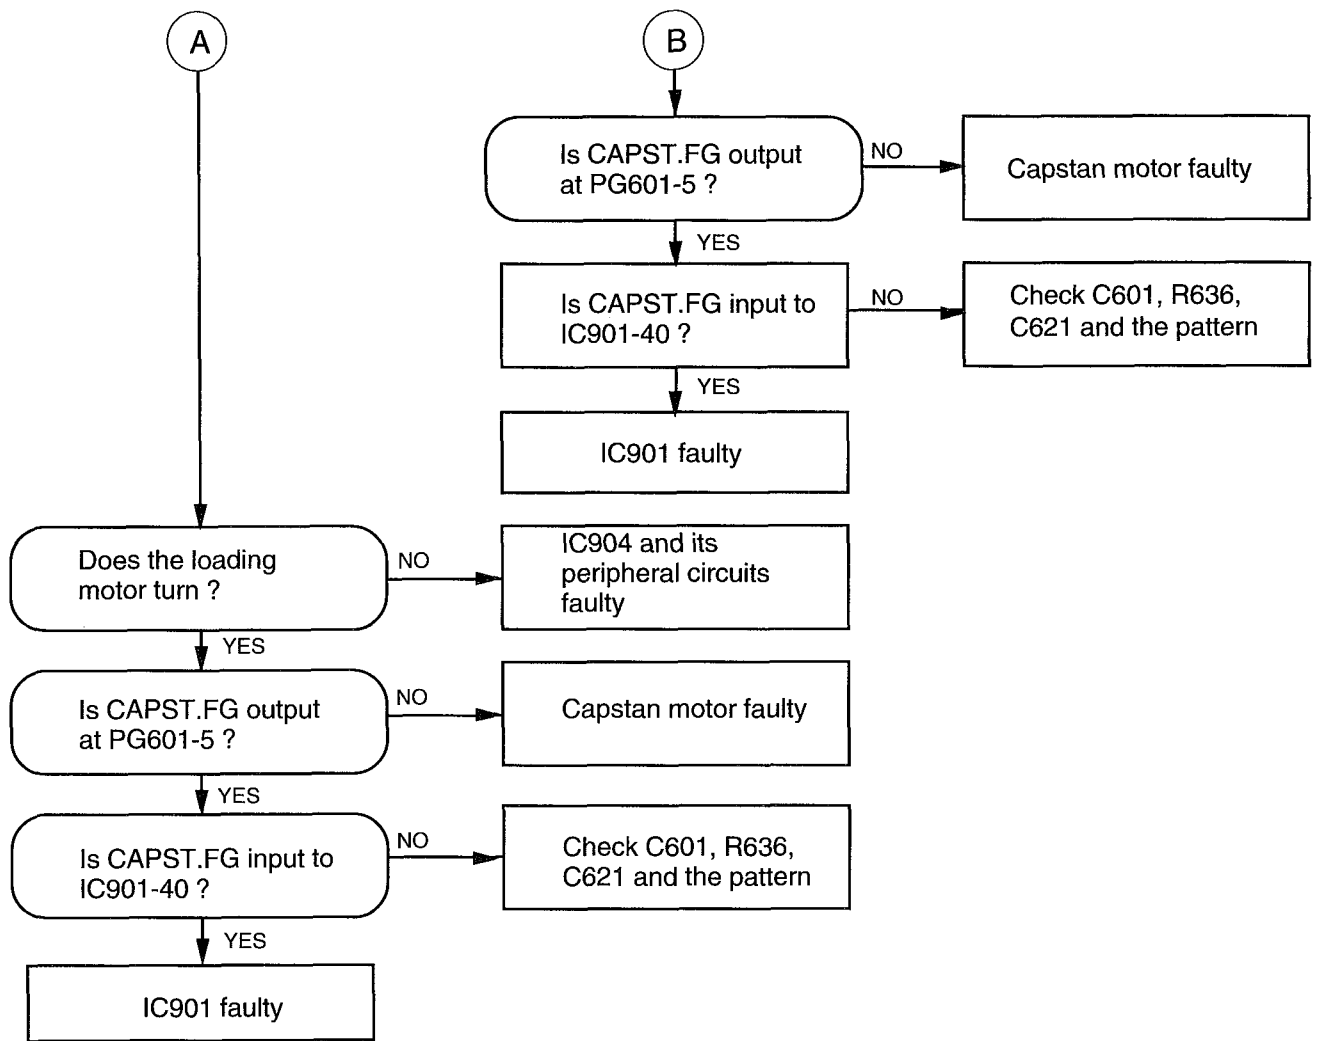 A
B
Is CAPST.FG output
at PG601-5 ?
NO
Capstan motor faulty
YES
Is CAPST.FG input to
IC901-40 ?
NO
Check C601, R636,
C621 and the pattern
YES
IC901 faulty
Does the loading
motor turn ?
NO
IC904 and its
peripheral circuits
faulty
YES
Is CAPST.FG output
at PG601-5 ?
NO
Capstan motor faulty
YES
Is CAPST.FG input to
IC901-40 ?
NO
Check C601, R636,
C621 and the pattern
YES
IC901 faulty